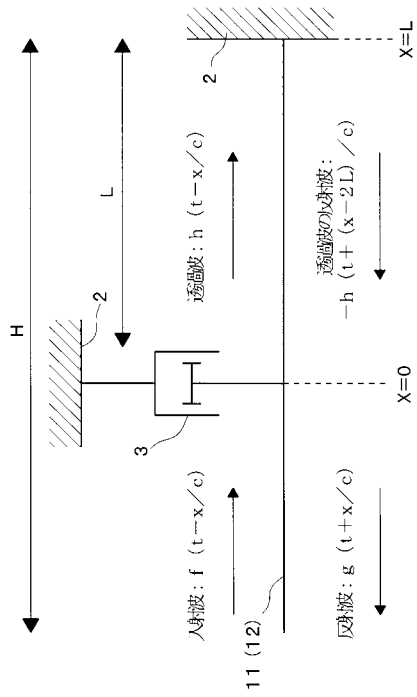 H
L
2
2
3
入射波：f (t−x/c)
透過波：h (t−x/c)
反射波：g (t+x/c)
透過波の反射波：
−h (t+ (x−2L) /c)
11 (12)
X=0
X=L